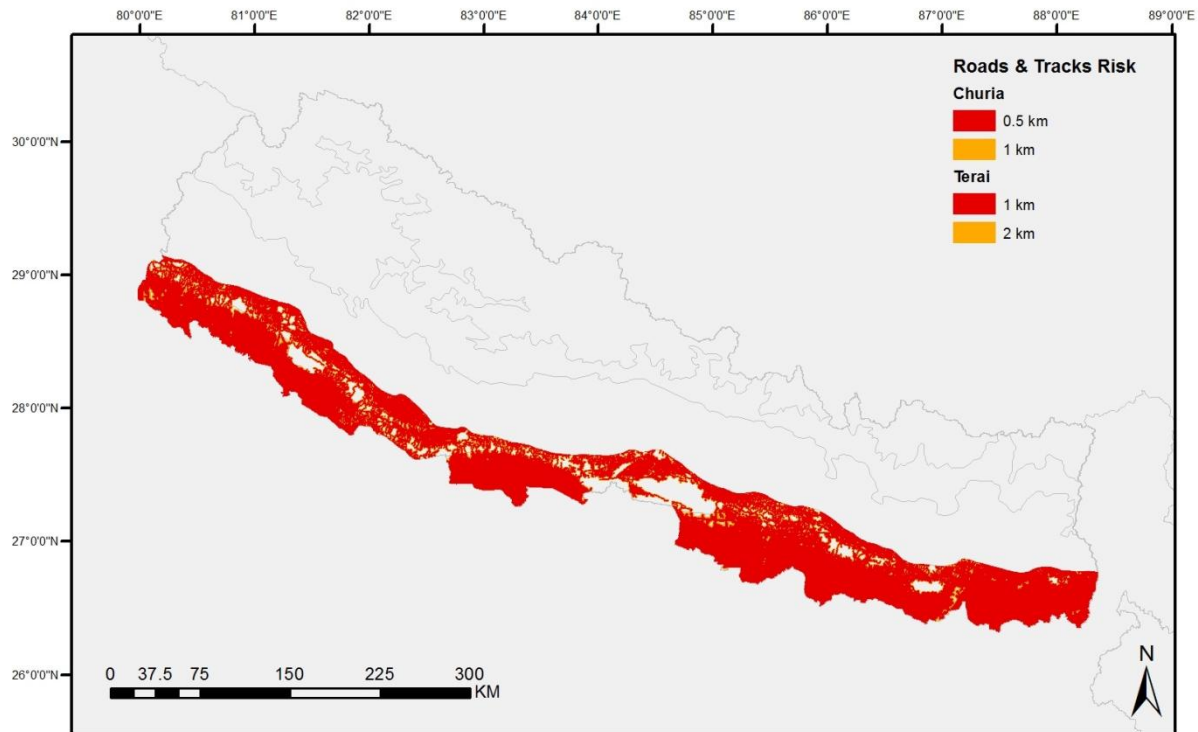 80°0'0"E 81°0'0"E 82°0'0"E 83°0'0"E 84°0'0"E 85°0'0"E 86°0'0"E 87°0'0"E 88°0'0"E 89°0'0"E
Roads & Tracks Risk
Churia
0.5 km
1 km
Terai
1 km
2 km
30°0'0"N
29°0'0"N
28°0'0"N
27°0'0"N
26°0'0"N
0 37.5 75 150 225 300
KM
N